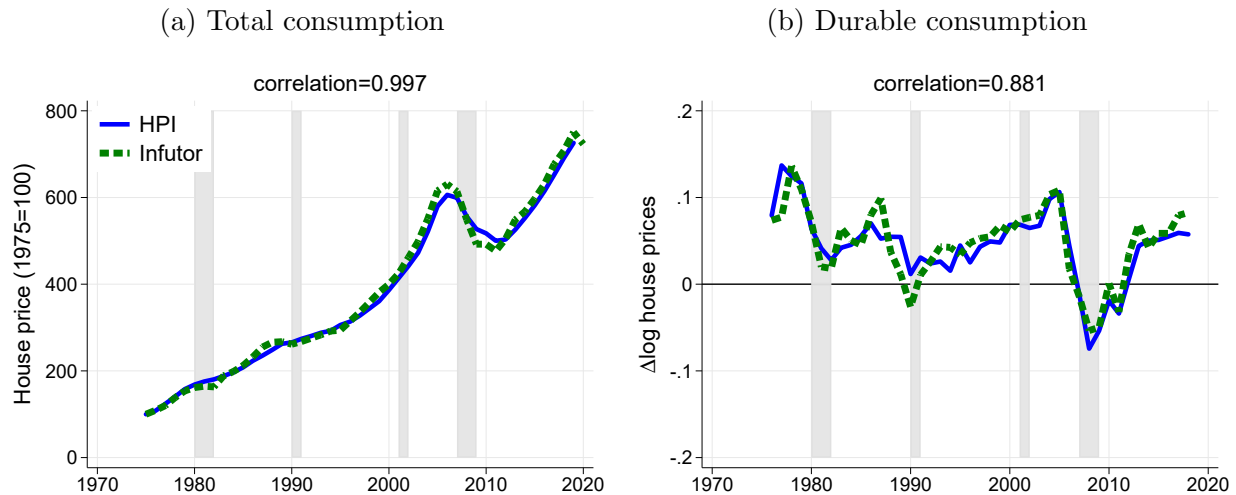 (a) Total consumption
correlation=0.997
HPI
Infutor
House price (1975=100)
800
600
400
200
0
1970 1980 1990 2000 2010 2020
(b) Durable consumption
correlation=0.881
Δlog house prices
.2
.1
0
-.1
-.2
1970 1980 1990 2000 2010 2020